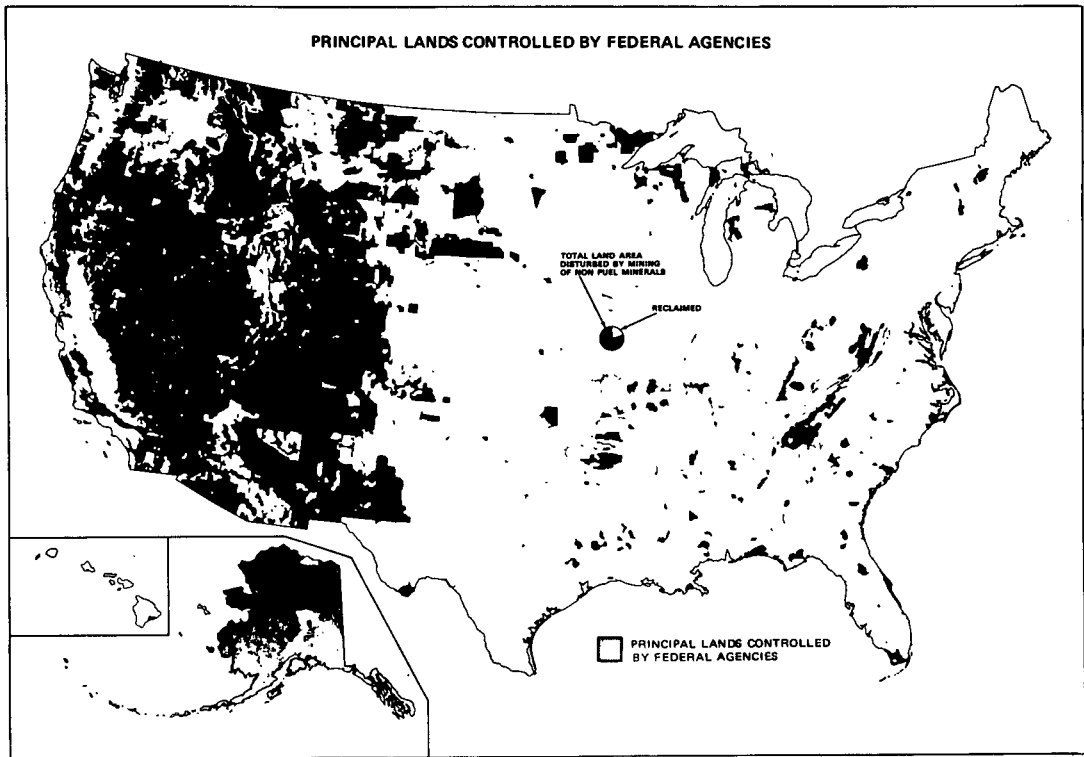 PRINCIPAL LANDS CONTROLLED BY FEDERAL AGENCIES
TOTAL LAND AREA
DISTURBED BY MINING
OF NON FUEL MINERALS
RECLAIMED
PRINCIPAL LANDS CONTROLLED
BY FEDERAL AGENCIES